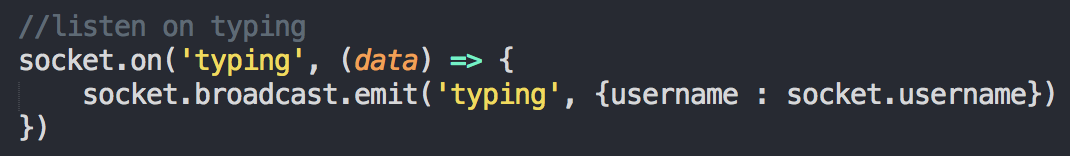 //listen on typing
socket.on('typing', (data) => {
    socket.broadcast.emit('typing', {username : socket.username})
})